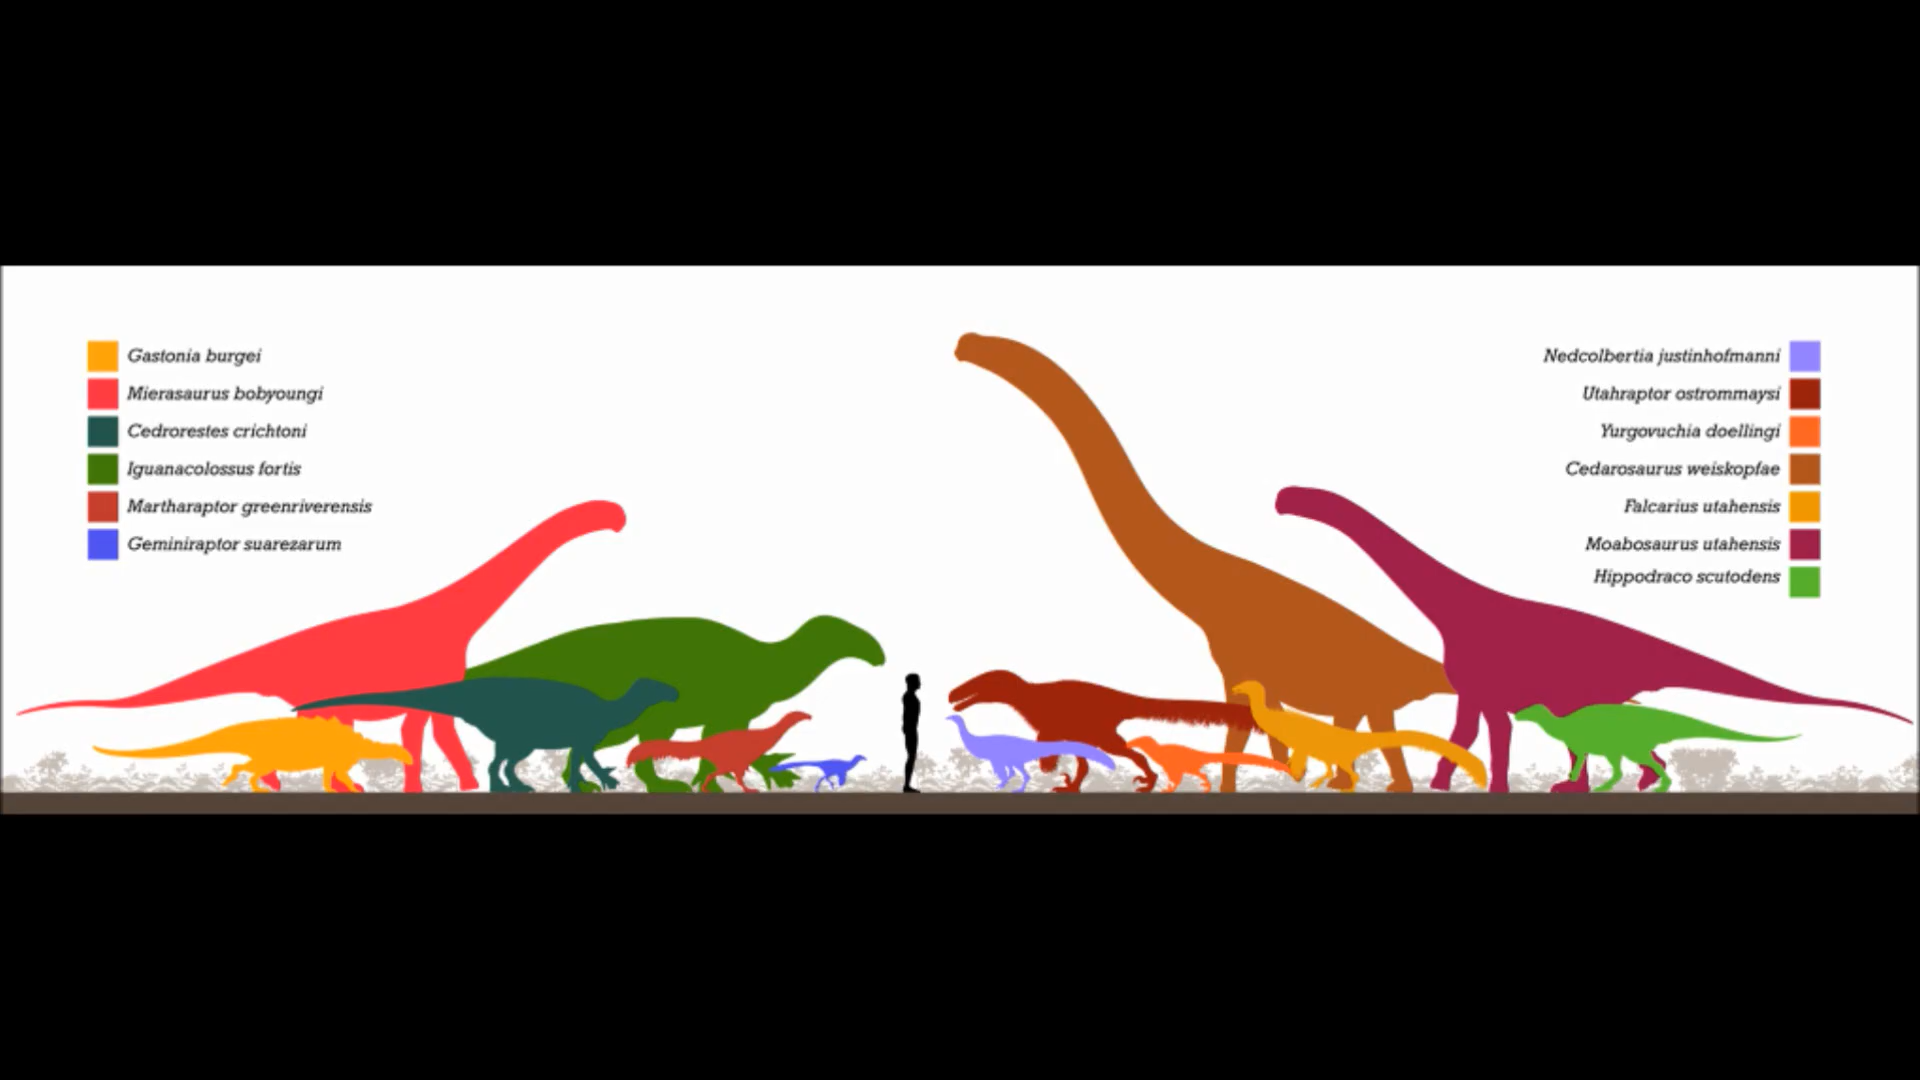 Gastonia burgei
Mierasaurus bobyoungi
Cedrorestes crichtoni
Iguanacolossus fortis
Martharaptor greenriverensis
Geminiraptor suarezarum
Nedcolbertia justinhofmanni
Utahraptor ostrommaysi
Yurgovuchia doellingi
Cedarosaurus weiskopfae
Falcarius utahensis
Moabosaurus utahensis
Hippodraco scutodens